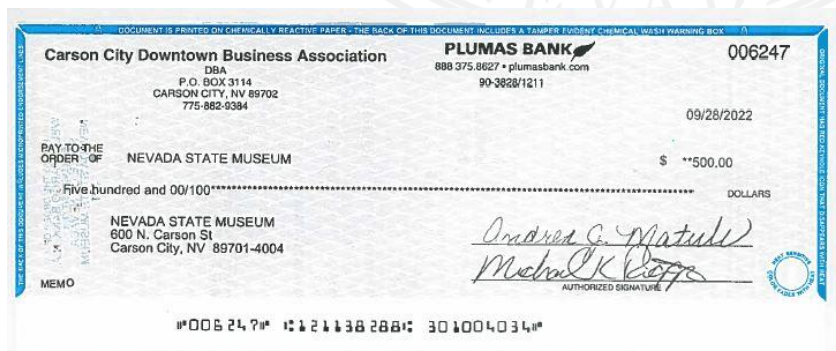 DOCUMENT IS PRINTED ON CHEMICALLY REACTIVE PAPER - THE BACK OF THIS DOCUMENT INCLUDES A TAMPER EVIDENT CHEMICAL WASH WARNING BOX
Carson City Downtown Business Association
DBA
P.O. BOX 3114
CARSON CITY, NV 89702
775-882-9384
PLUMAS BANK
888.375.8627 • plumasbank.com
90-3828/1211
006247
09/28/2022
PAY TO THE
ORDER OF NEVADA STATE MUSEUM $ **500.00
Five hundred and 00/100 DOLLARS
NEVADA STATE MUSEUM
600 N. Carson St
Carson City, NV 89701-4004
MEMO
AUTHORIZED SIGNATURE
⑈006247⑈ ⑆121138288⑆ 301004034⑈